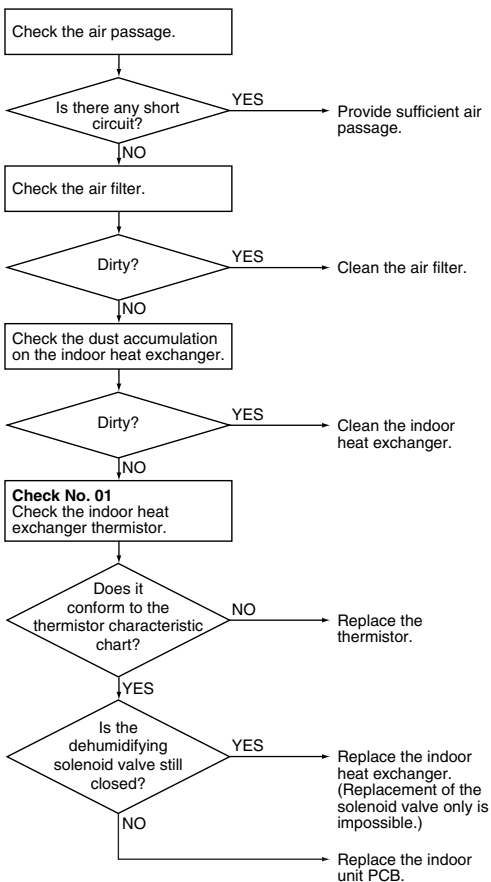 Check the air passage.
Is there any short
circuit?
YES
Provide sufficient air
passage.
NO
Check the air filter.
Dirty?
YES
Clean the air filter.
NO
Check the dust accumulation
on the indoor heat exchanger.
Dirty?
YES
Clean the indoor
heat exchanger.
NO
Check No. 01
Check the indoor heat
exchanger thermistor.
Does it
conform to the
thermistor characteristic
chart?
NO
Replace the
thermistor.
YES
Is the
dehumidifying
solenoid valve still
closed?
YES
Replace the indoor
heat exchanger.
(Replacement of the
solenoid valve only is
impossible.)
NO
Replace the indoor
unit PCB.